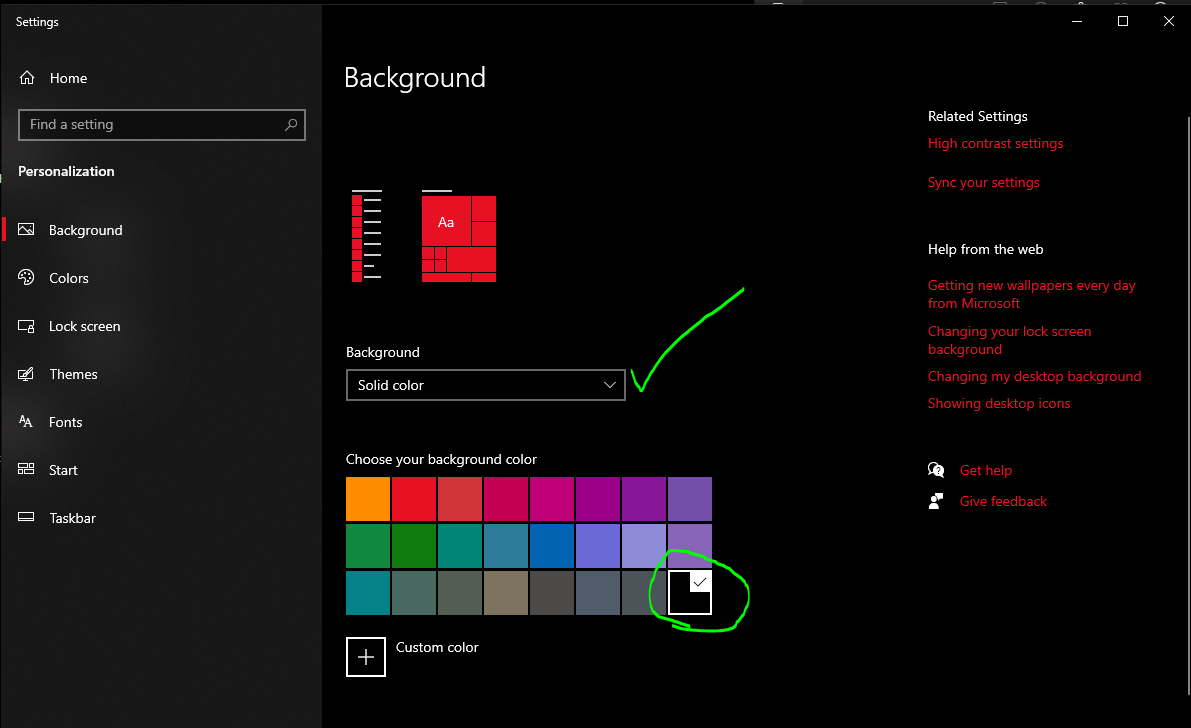 Settings
Home
Find a setting
Personalization
Background
Colors
Lock screen
Themes
Fonts
Start
Taskbar
Background
Aa
Background
Solid color
Choose your background color
Custom color
Related Settings
High contrast settings
Sync your settings
Help from the web
Getting new wallpapers every day
from Microsoft
Changing your lock screen
background
Changing my desktop background
Showing desktop icons
Get help
Give feedback